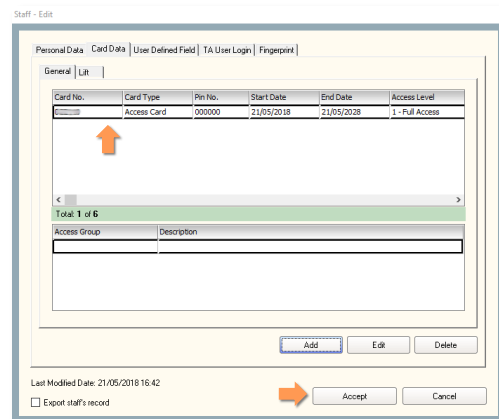 Staff - Edit
Personal Data Card Data User Defined Field TA User Login Fingerprint
General Lift
Card No. Card Type Pin No. Start Date End Date Access Level
Access Card 000000 21/05/2018 21/05/2028 1 - Full Access
Total: 1 of 6
Access Group Description
Add Edit Delete
Last Modified Date: 21/05/2018 16:42
Export staff's record
Accept Cancel